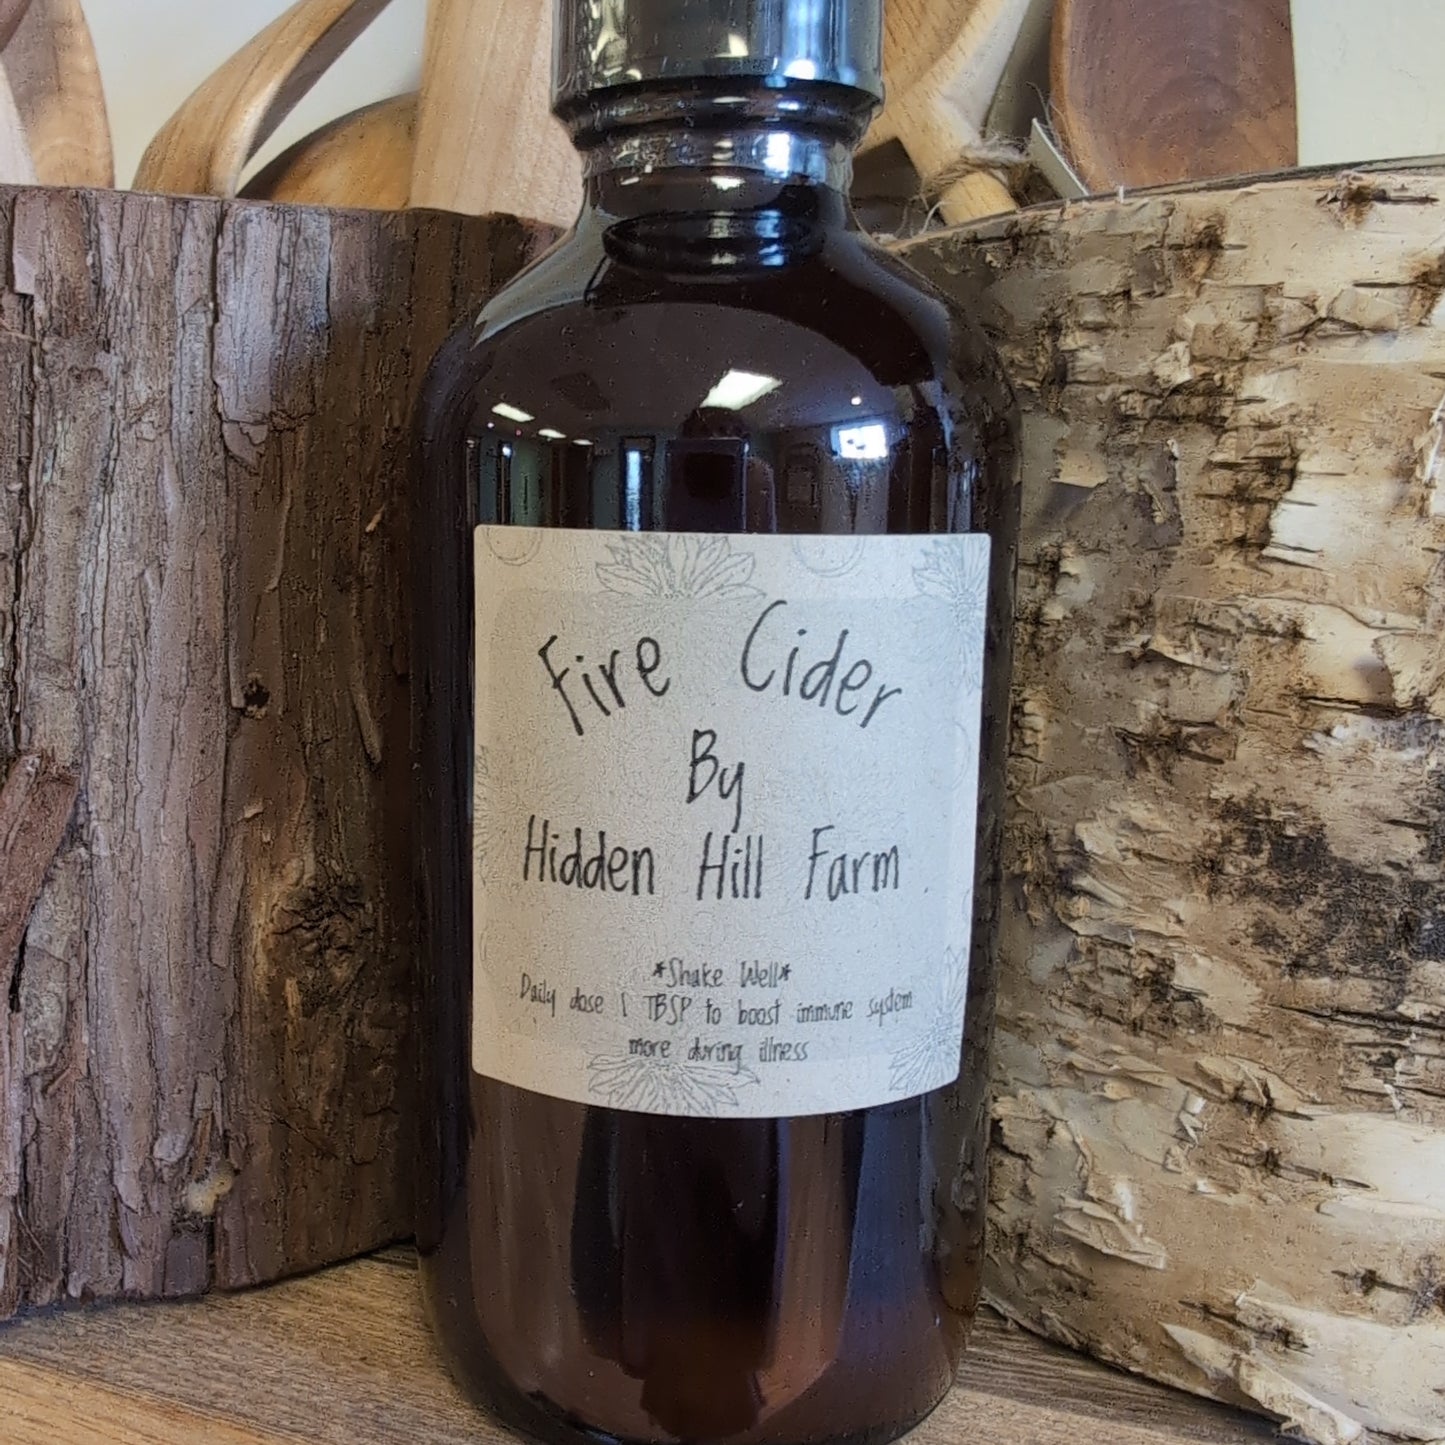 Fire Cider
By
Hidden Hill Farm
*Shake Well*
Daily dose 1 TBSP to boost immune system
more during illness